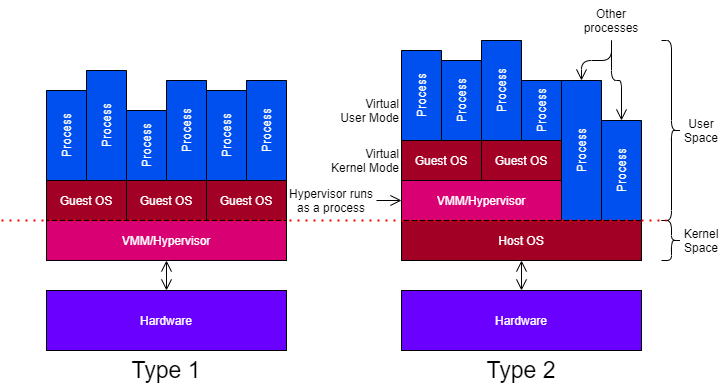 Other
processes
Process
Process
Process
Process
Process
Process
Process
Process
Process
Process
Process
Process
Virtual
User Mode
User
Space
Virtual
Kernel Mode
Guest OS
Guest OS
Guest OS
Guest OS
Guest OS
Hypervisor runs
as a process
VMM/Hypervisor
VMM/Hypervisor
Host OS
Kernel
Space
Hardware
Hardware
Type 1
Type 2